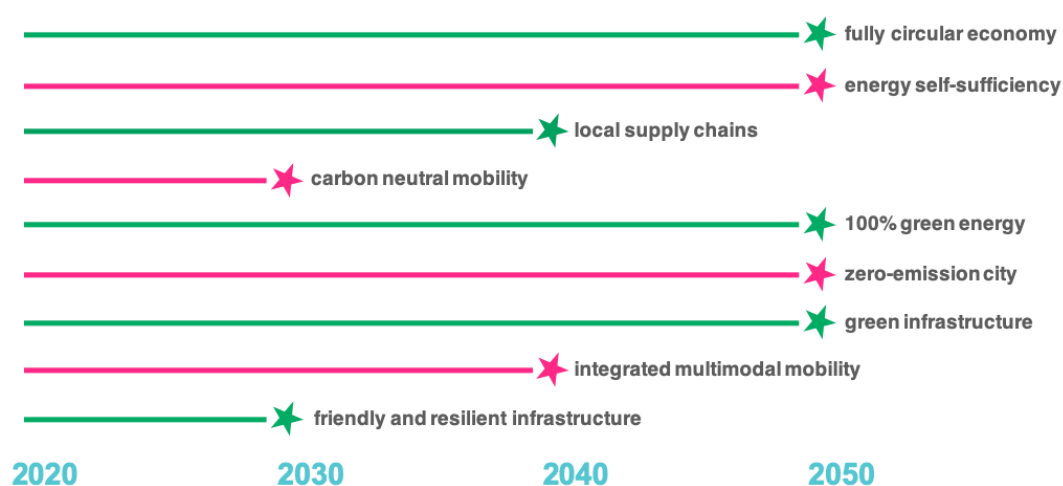 fully circular economy
energy self-sufficiency
local supply chains
carbon neutral mobility
100% green energy
zero-emission city
green infrastructure
integrated multimodal mobility
friendly and resilient infrastructure
2020 2030 2040 2050